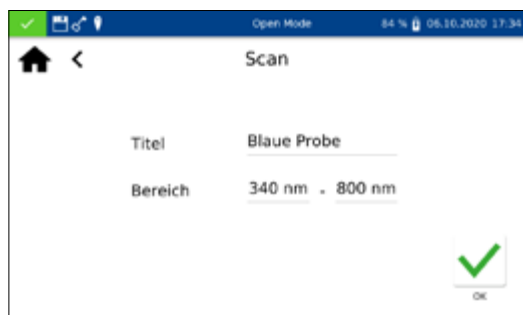 Open Mode 84 % 06.10.2020 17:34
Scan
Titel Blaue Probe
Bereich 340 nm - 800 nm
OK